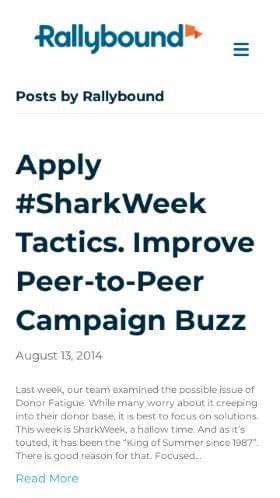 Rallybound
Posts by Rallybound
Apply
#SharkWeek
Tactics. Improve
Peer-to-Peer
Campaign Buzz
August 13, 2014
Last week, our team examined the possible issue of
Donor Fatigue. While many worry about it creeping
into their donor base, it is best to focus on solutions.
This week is SharkWeek, a hallow time. And as it's
touted, it has been the “King of Summer since 1987”.
There is good reason for that. Focused...
Read More